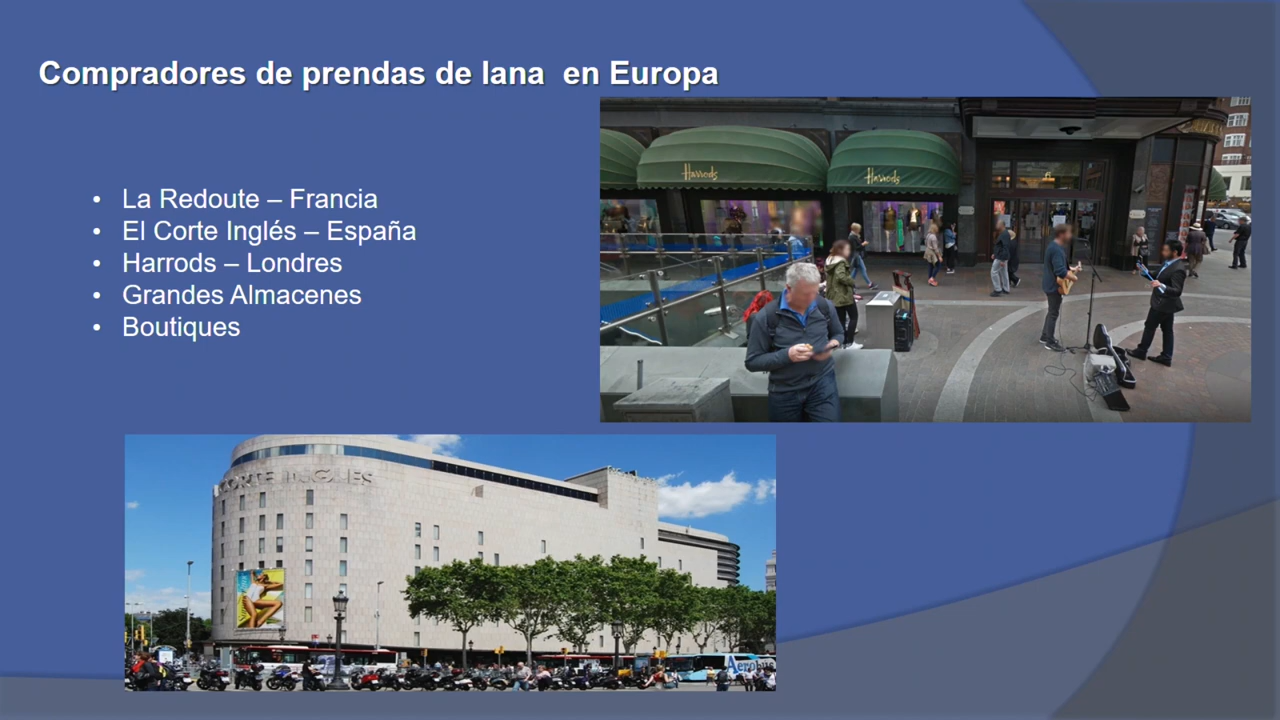 Compradores de prendas de lana en Europa
• La Redoute – Francia
• El Corte Inglés – España
• Harrods – Londres
• Grandes Almacenes
• Boutiques
Harrods
Harrods
CORTE INGLES
Aerobus